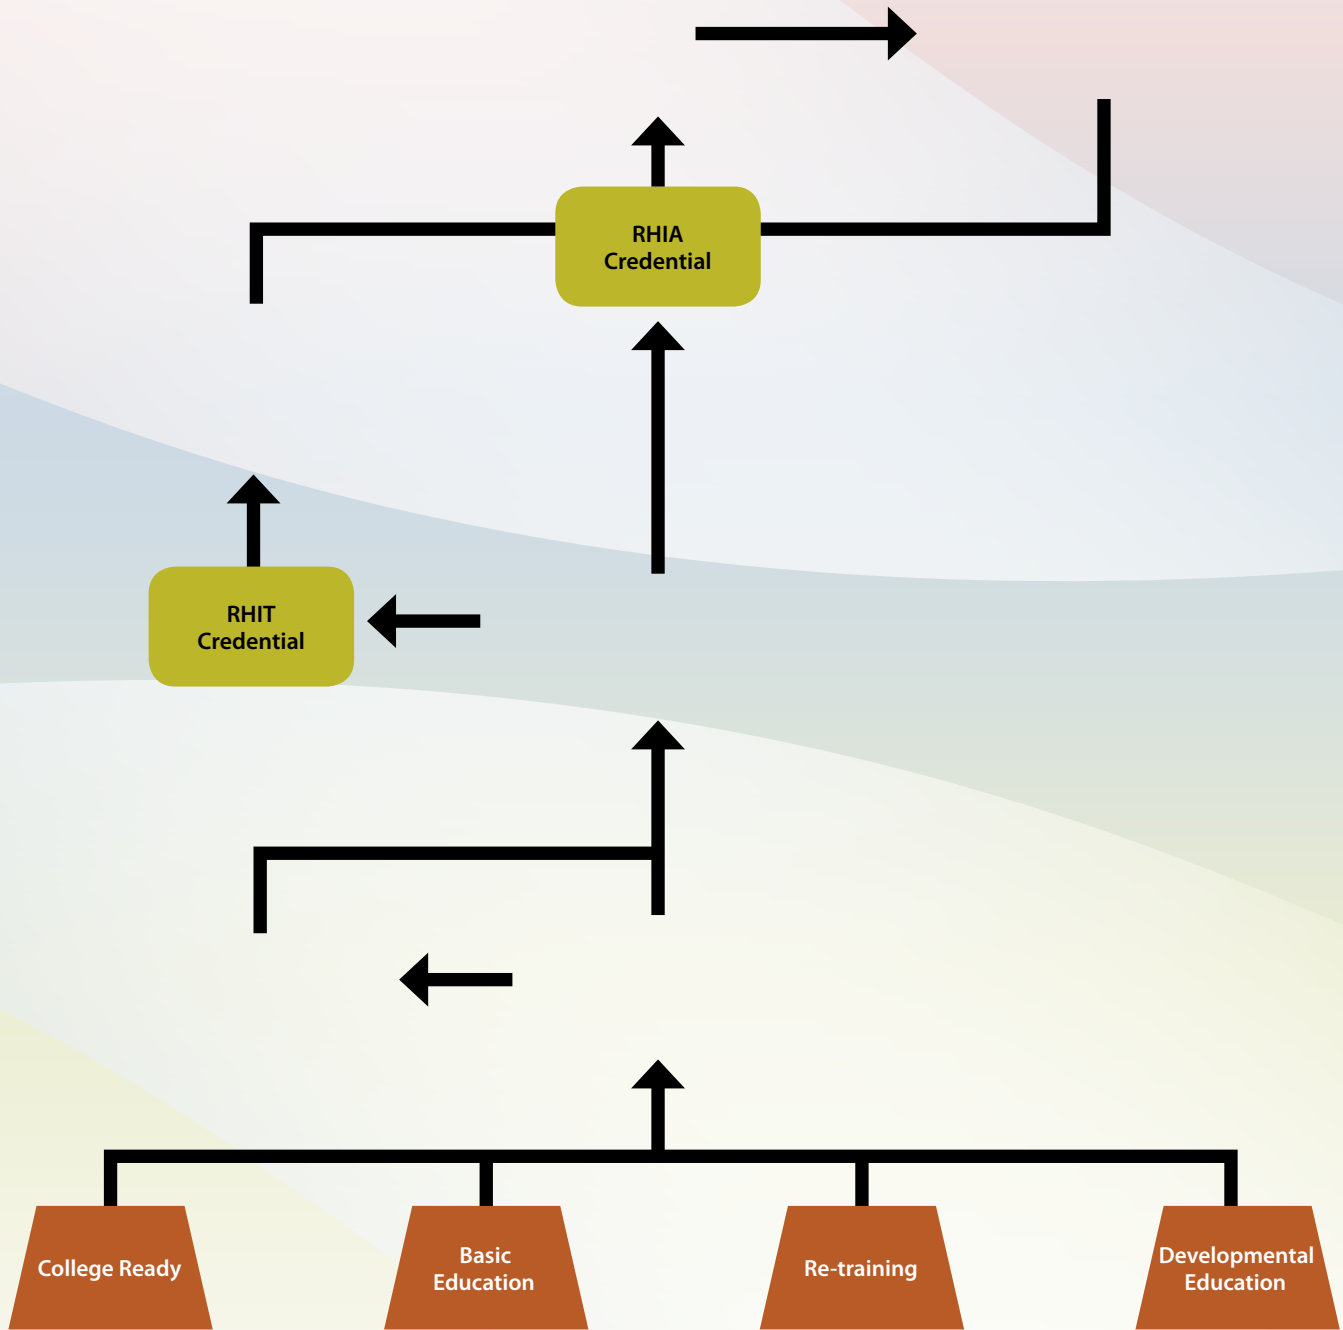 RHIA
Credential
RHIT
Credential
College Ready
Basic
Education
Re-training
Developmental
Education